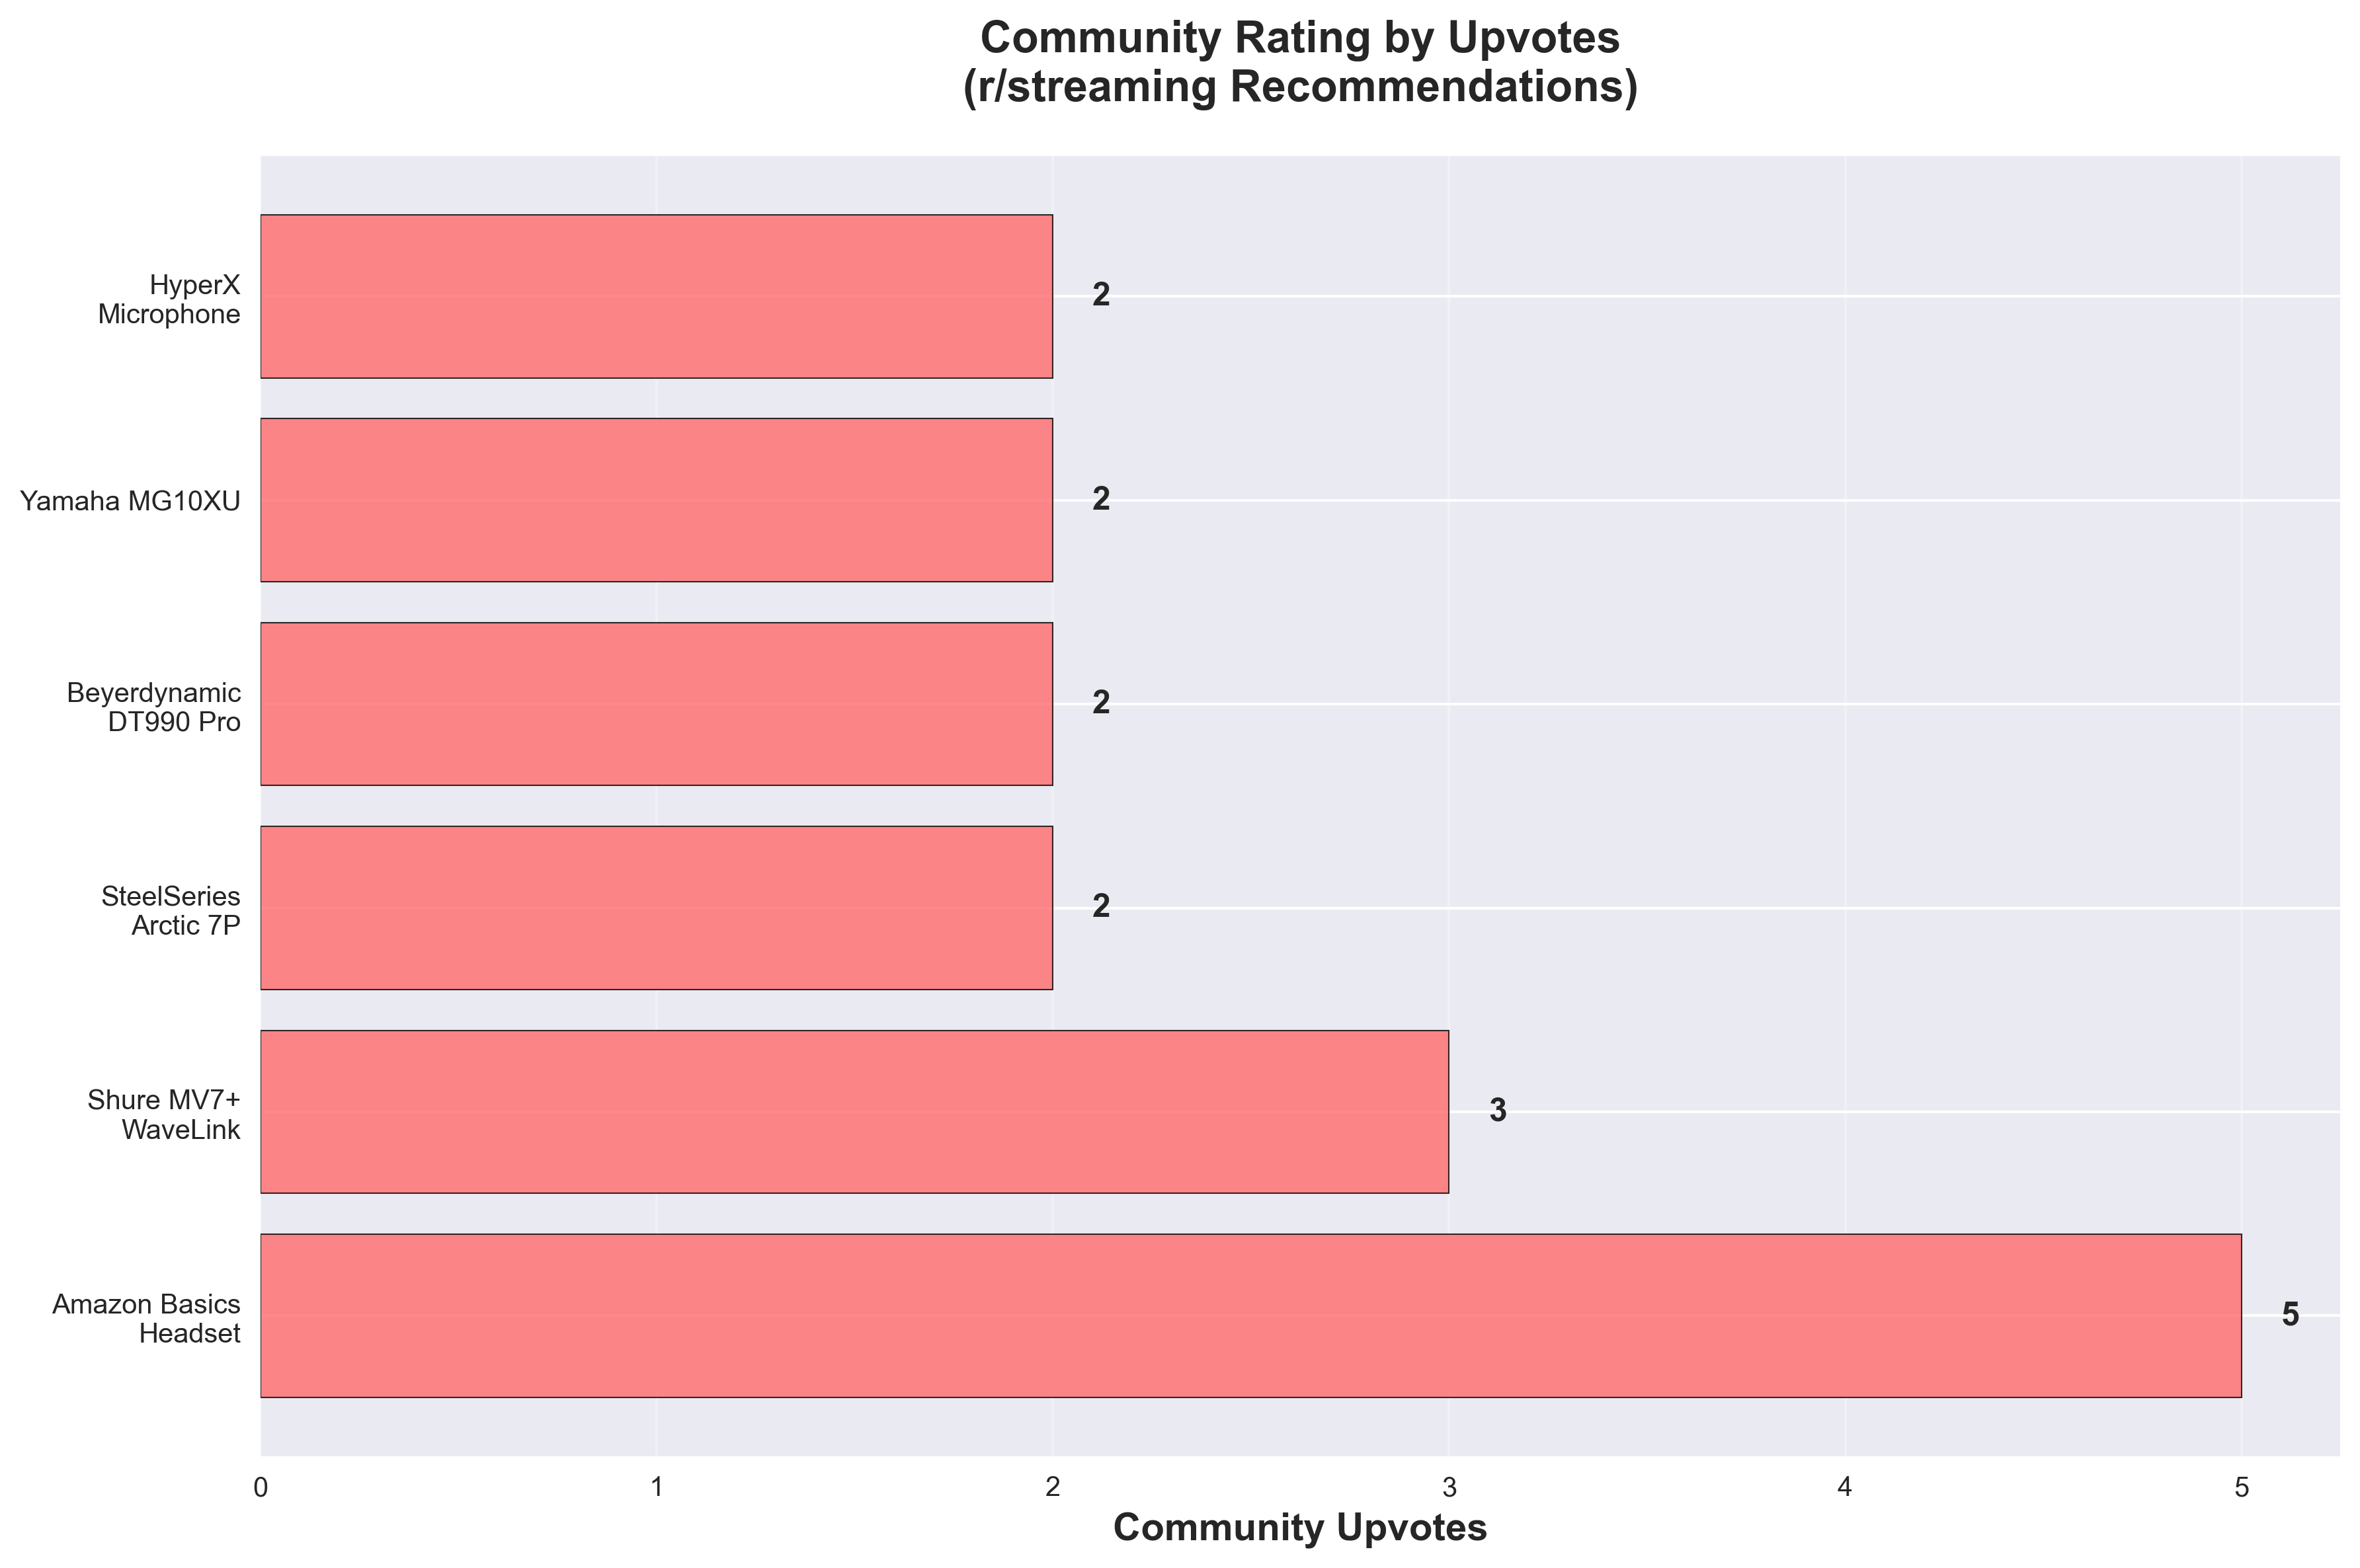 Community Rating by Upvotes
(r/streaming Recommendations)
HyperX
Microphone
2
Yamaha MG10XU
2
Beyerdynamic
DT990 Pro
2
SteelSeries
Arctic 7P
2
Shure MV7+
WaveLink
3
Amazon Basics
Headset
5
0 1 2 3 4 5
Community Upvotes